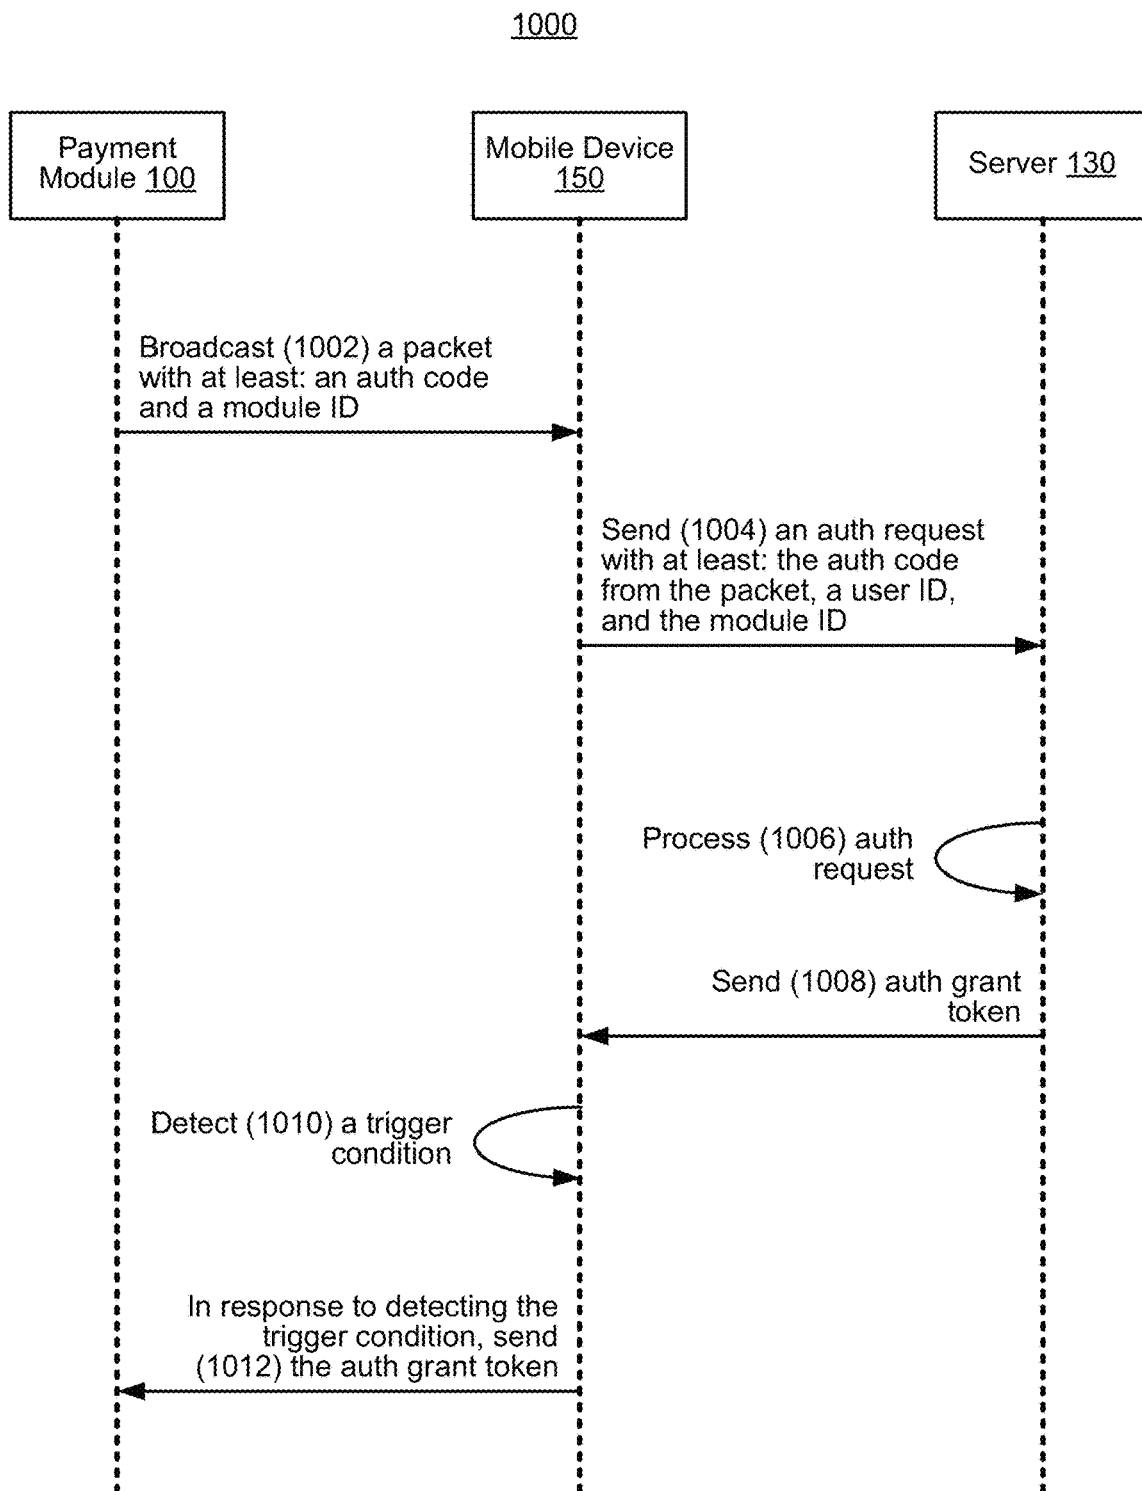 1000
Payment
Module 100
Mobile Device
150
Server 130
Broadcast (1002) a packet
with at least: an auth code
and a module ID
Send (1004) an auth request
with at least: the auth code
from the packet, a user ID,
and the module ID
Process (1006) auth
request
Send (1008) auth grant
token
Detect (1010) a trigger
condition
In response to detecting the
trigger condition, send
(1012) the auth grant token